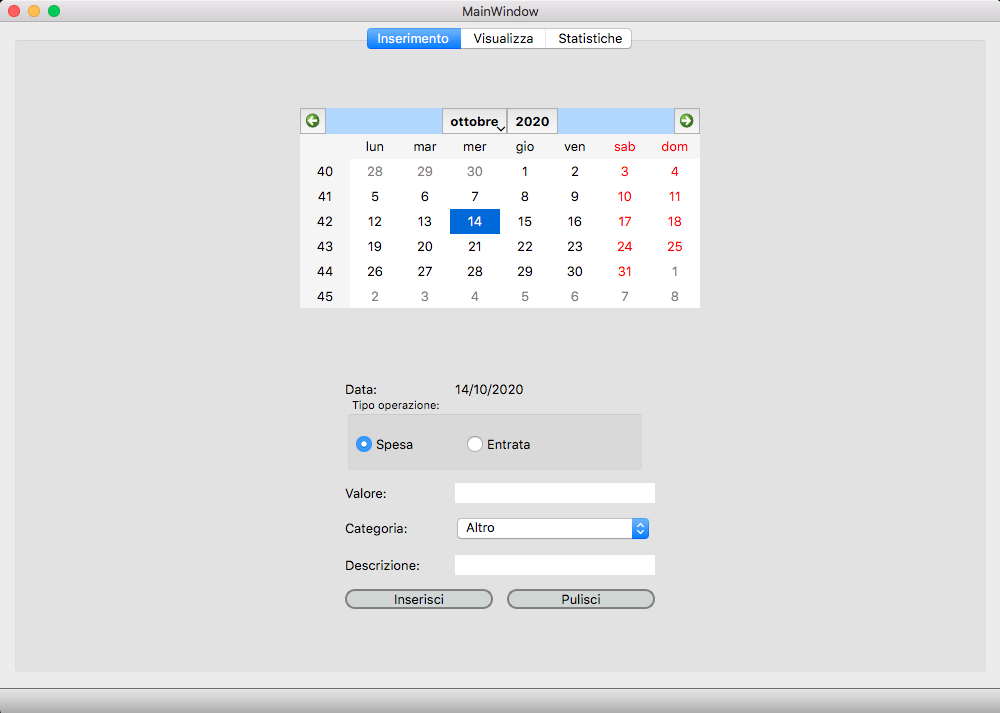 MainWindow
Inserimento Visualizza Statistiche
ottobre 2020
lun mar mer gio ven sab dom
40 28 29 30 1 2 3 4
41 5 6 7 8 9 10 11
42 12 13 14 15 16 17 18
43 19 20 21 22 23 24 25
44 26 27 28 29 30 31 1
45 2 3 4 5 6 7 8
Data: 14/10/2020
Tipo operazione:
Spesa Entrata
Valore:
Categoria: Altro
Descrizione:
Inserisci Pulisci